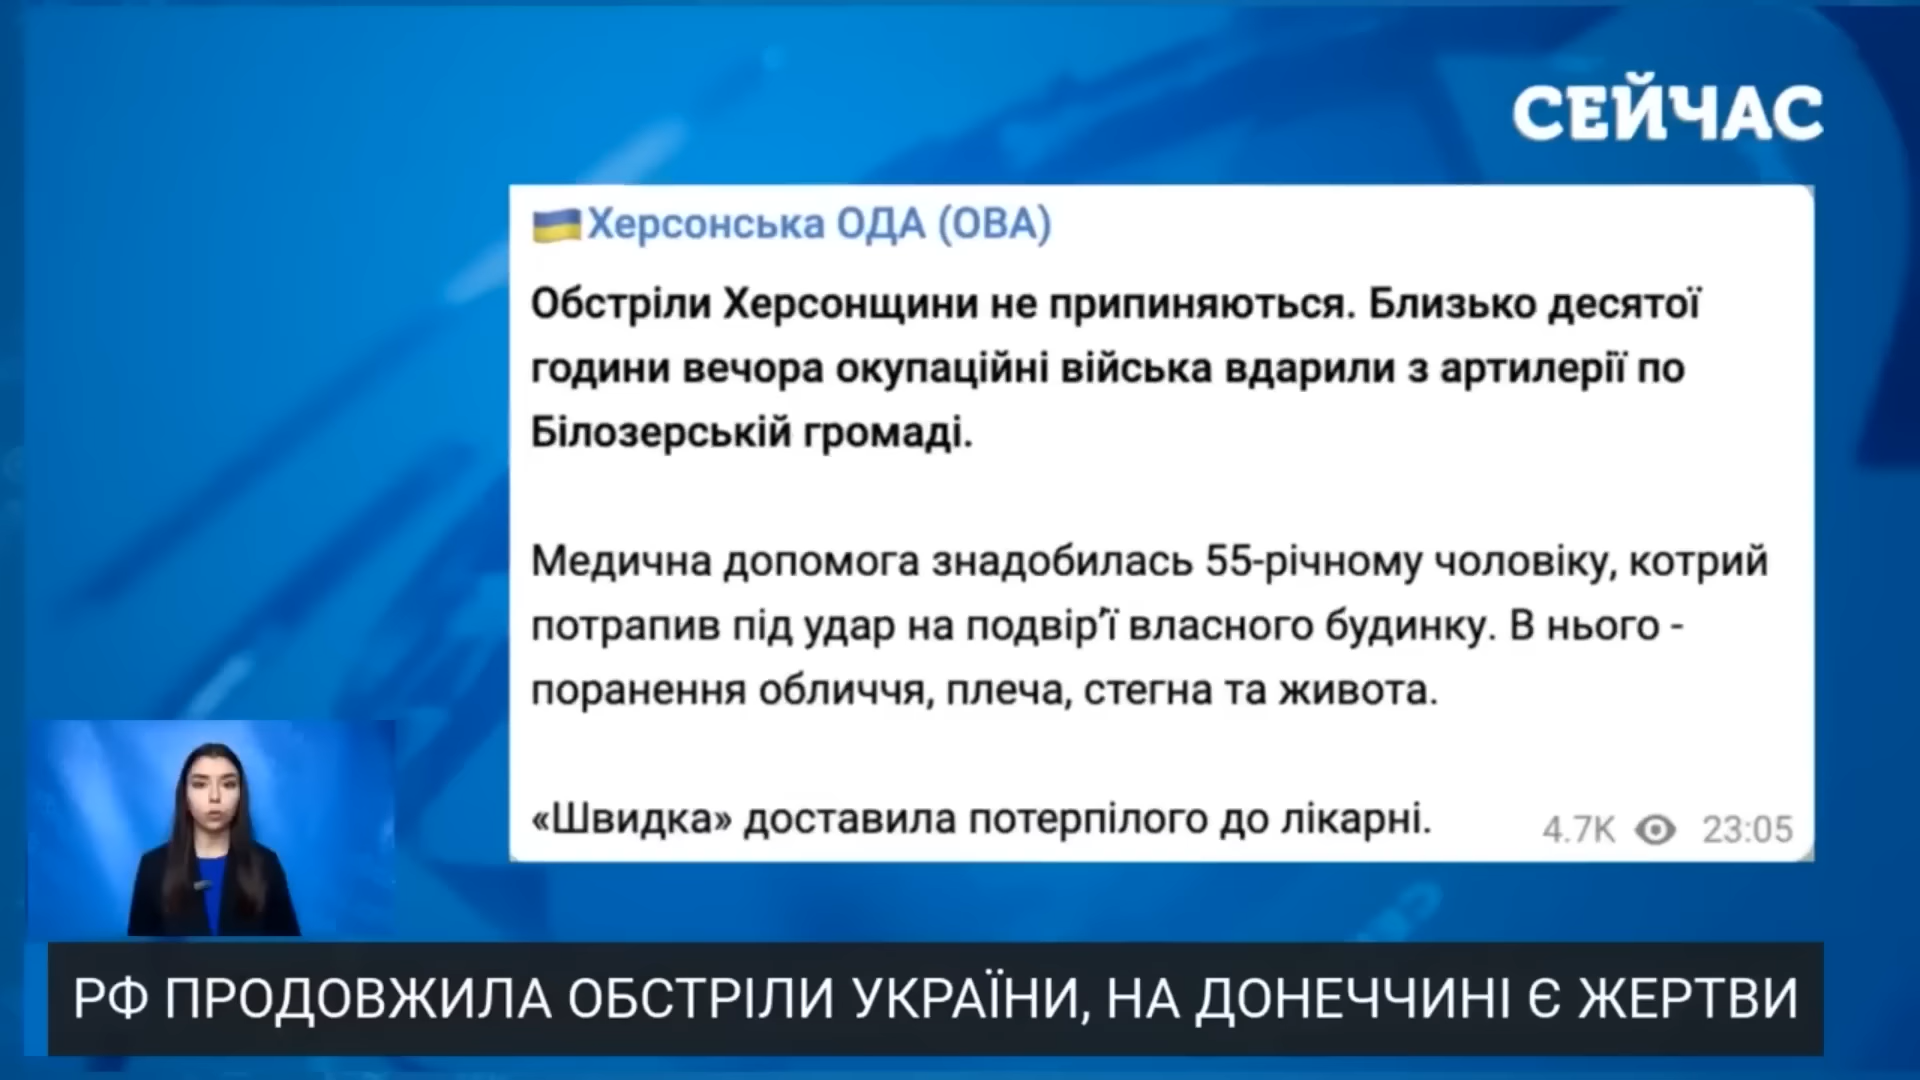 СЕЙЧАС
Херсонська ОДА (ОВА)
Обстріли Херсонщини не припиняються. Близько десятої
години вечора окупаційні війська вдарили з артилерії по
Білозерській громаді.
Медична допомога знадобилась 55-річному чоловіку, котрий
потрапив під удар на подвір’ї власного будинку. В нього -
поранення обличчя, плеча, стегна та живота.
«Швидка» доставила потерпілого до лікарні.
4.7K 23:05
РФ ПРОДОВЖИЛА ОБСТРІЛИ УКРАЇНИ, НА ДОНЕЧЧИНІ Є ЖЕРТВИ